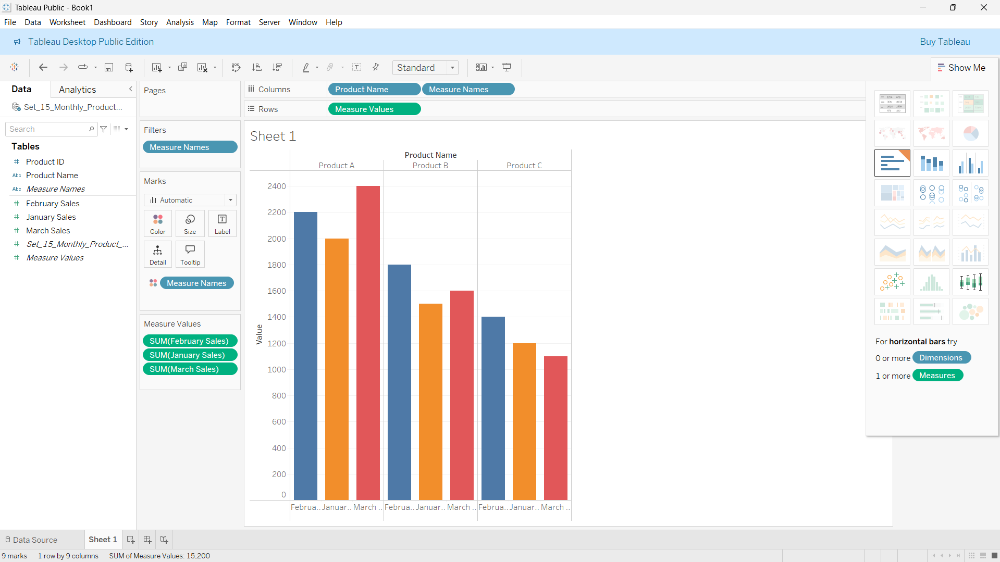 Tableau Public - Book1
File Data Worksheet Dashboard Story Analysis Map Format Server Window Help
Tableau Desktop Public Edition
Buy Tableau
Standard
Show Me
Data
Analytics
Set_15_Monthly_Product...
Search
Tables
Product ID
Abc Product Name
Abc Measure Names
February Sales
January Sales
March Sales
Set_15_Monthly_Product_...
Measure Values
Pages
Filters
Measure Names
Marks
Automatic
Color Size Label
Detail Tooltip
Measure Names
Measure Values
SUM(February Sales)
SUM(January Sales)
SUM(March Sales)
Columns
Product Name
Measure Names
Rows
Measure Values
Sheet 1
Product Name
Product A Product B Product C
2400
2200
2000
1800
1600
1400
1200
1000
800
600
400
200
0
Value
Februa.. Januar.. March .. Februa.. Januar.. March .. Februa.. Januar.. March ..
For horizontal bars try
0 or more Dimensions
1 or more Measures
Data Source
Sheet 1
9 marks 1 row by 9 columns SUM of Measure Values: 15,200